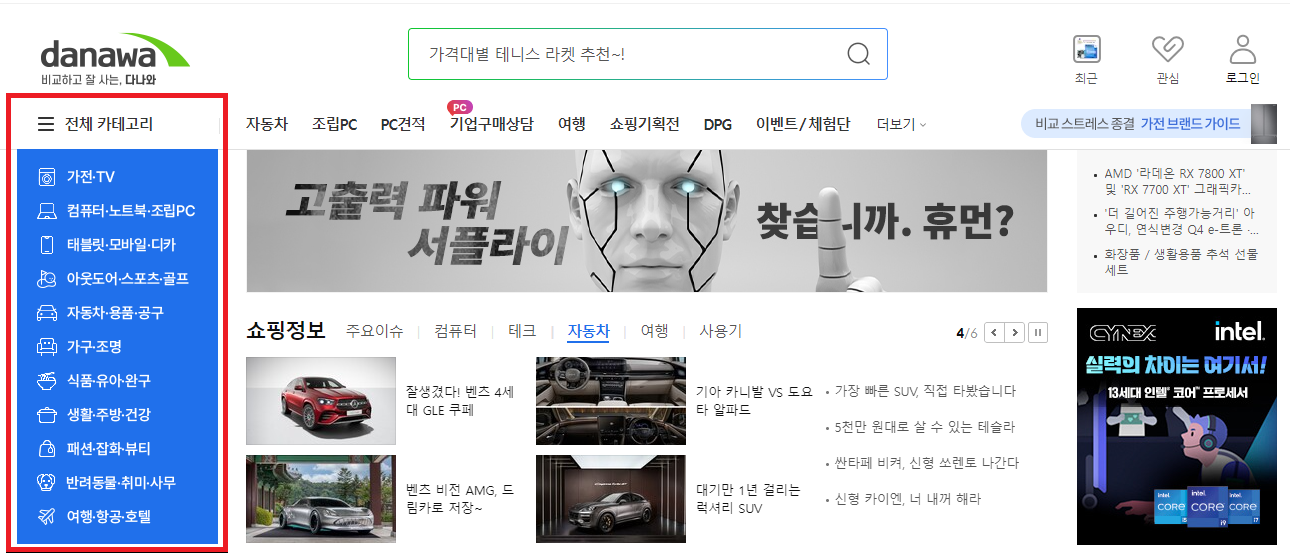 danawa
비교하고 잘 사는, 다나와
가격대별 테니스 라켓 추천~!
최근
관심
로그인
전체 카테고리
자동차
조립PC
PC견적
PC
기업구매상담
여행
쇼핑기획전
DPG
이벤트/체험단
더보기
비교 스트레스 종결 가전 브랜드 가이드
가전·TV
컴퓨터·노트북·조립PC
태블릿·모바일·디카
아웃도어·스포츠·골프
자동차·용품·공구
가구·조명
식품·유아·완구
생활·주방·건강
패션·잡화·뷰티
반려동물·취미·사무
여행·항공·호텔
고출력 파워
서플라이
찾습니까. 휴먼?
AMD '라데온 RX 7800 XT'
및 'RX 7700 XT' 그래픽카...
'더 길어진 주행가능거리' 아
우디, 연식변경 Q4 e-트론 ·...
화장품 / 생활용품 추석 선물
세트
쇼핑정보
주요이슈
컴퓨터
테크
자동차
여행
사용기
4/6
잘생겼다! 벤츠 4세
대 GLE 쿠페
기아 카니발 VS 도요
타 알파드
벤츠 비전 AMG, 드
림카로 저장~
대기만 1년 걸리는
럭셔리 SUV
가장 빠른 SUV, 직접 타봤습니다
5천만 원대로 살 수 있는 테슬라
싼타페 비켜, 신형 쏘렌토 나간다
신형 카이엔, 너 내꺼 해라
CYNEX
intel.
실력의 차이는 여기서!
13세대 인텔® 코어™ 프로세서
intel.
CORE
i5
intel.
CORE
i9
intel.
CORE
i7